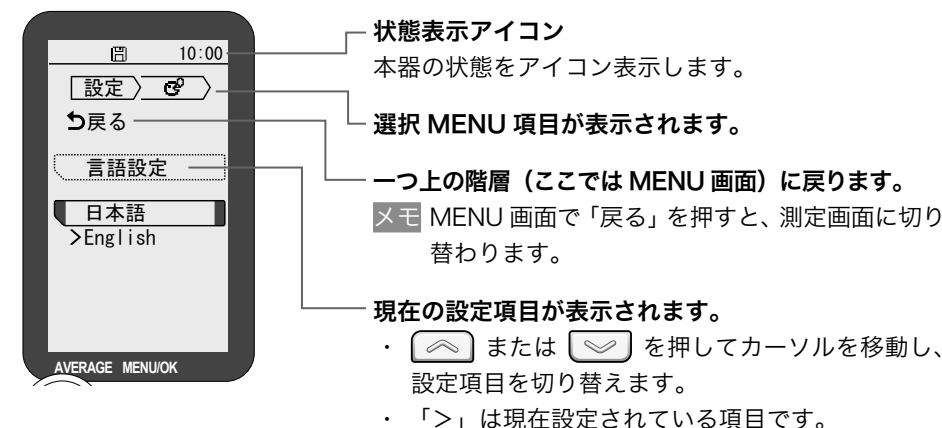 10:00
設定
戻る
言語設定
日本語
>English
AVERAGE MENU/OK
状態表示アイコン
本器の状態をアイコン表示します。
選択 MENU 項目が表示されます。
一つ上の階層（ここでは MENU 画面）に戻ります。
メモ MENU 画面で「戻る」を押すと、測定画面に切り
替わります。
現在の設定項目が表示されます。
・ または を押してカーソルを移動し、
設定項目を切り替えます。
・ 「＞」は現在設定されている項目です。